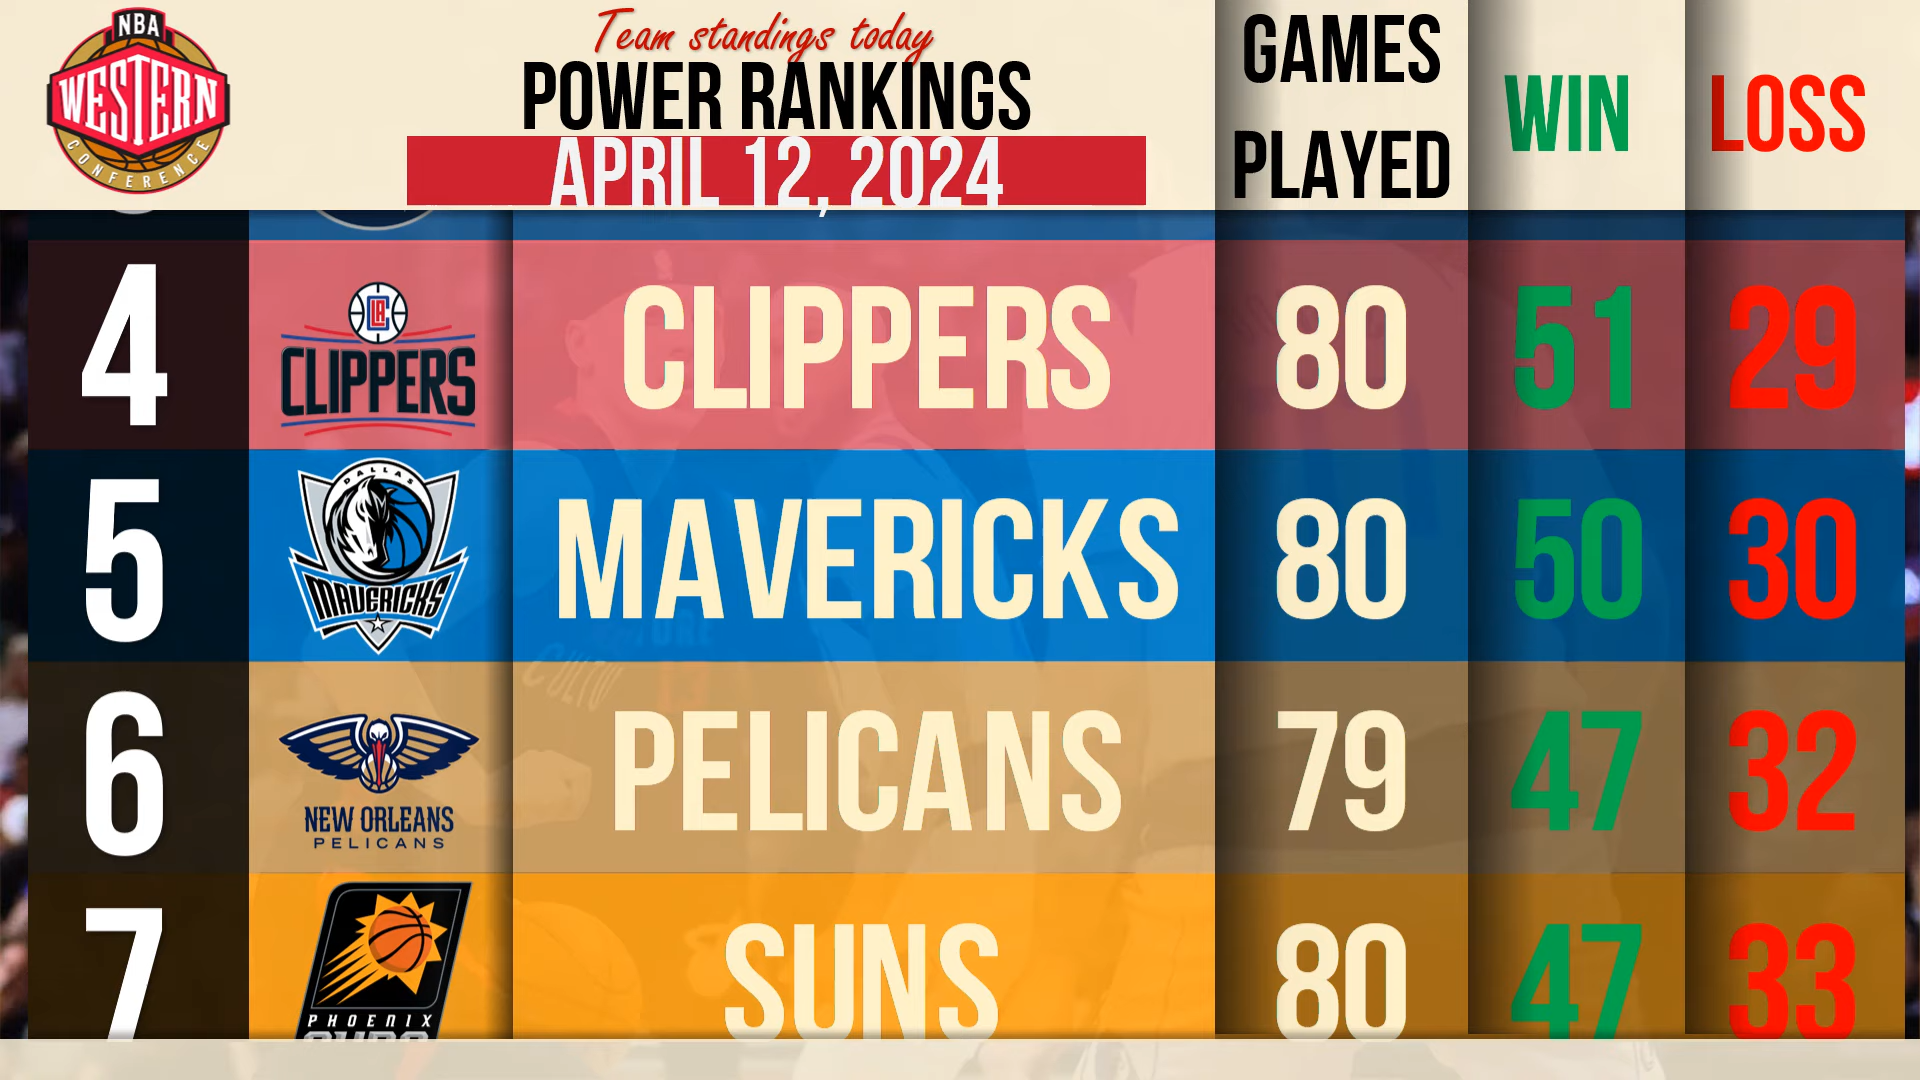 NBA
WESTERN
CONFERENCE
Team standings today
POWER RANKINGS
APRIL 12, 2024
GAMES
PLAYED
WIN
LOSS
4
LA
CLIPPERS
CLIPPERS
80
51
29
5
DALLAS
MAVERICKS
MAVERICKS
80
50
30
6
NEW ORLEANS
PELICANS
PELICANS
79
47
32
7
PHOENIX
SUNS
SUNS
80
47
33